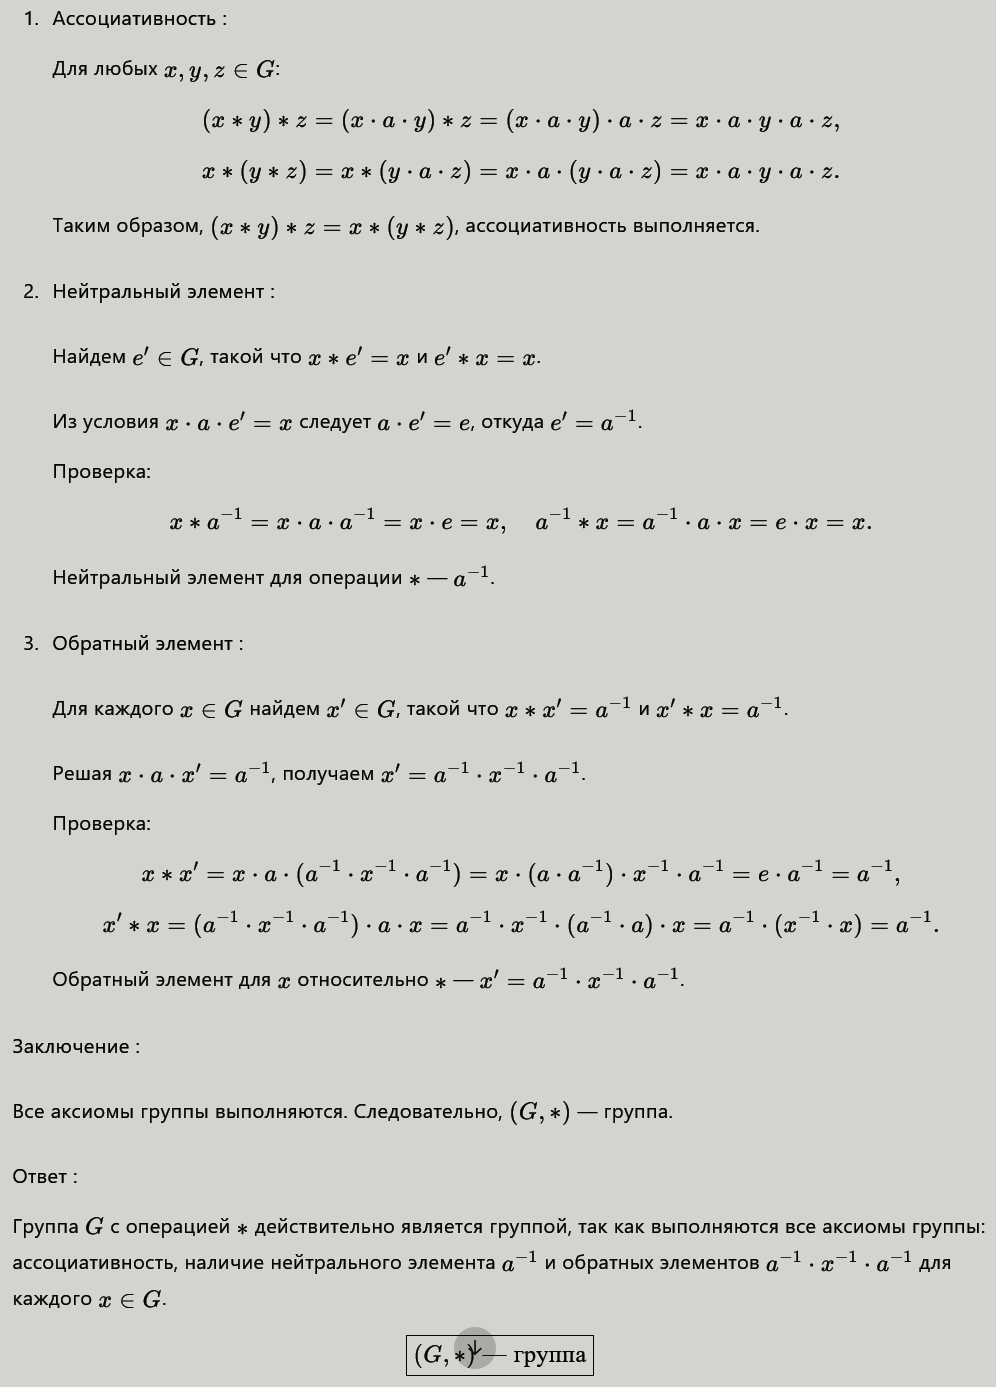 1. Ассоциативность :
Для любых x, y, z ∈ G:
(x ∗ y) ∗ z = (x · a · y) ∗ z = (x · a · y) · a · z = x · a · y · a · z,
x ∗ (y ∗ z) = x ∗ (y · a · z) = x · a · (y · a · z) = x · a · y · a · z.
Таким образом, (x ∗ y) ∗ z = x ∗ (y ∗ z), ассоциативность выполняется.
2. Нейтральный элемент :
Найдем e′ ∈ G, такой что x ∗ e′ = x и e′ ∗ x = x.
Из условия x · a · e′ = x следует a · e′ = e, откуда e′ = a⁻¹.
Проверка:
x ∗ a⁻¹ = x · a · a⁻¹ = x · e = x, a⁻¹ ∗ x = a⁻¹ · a · x = e · x = x.
Нейтральный элемент для операции ∗ — a⁻¹.
3. Обратный элемент :
Для каждого x ∈ G найдем x′ ∈ G, такой что x ∗ x′ = a⁻¹ и x′ ∗ x = a⁻¹.
Решая x · a · x′ = a⁻¹, получаем x′ = a⁻¹ · x⁻¹ · a⁻¹.
Проверка:
x ∗ x′ = x · a · (a⁻¹ · x⁻¹ · a⁻¹) = x · (a · a⁻¹) · x⁻¹ · a⁻¹ = e · a⁻¹ = a⁻¹,
x′ ∗ x = (a⁻¹ · x⁻¹ · a⁻¹) · a · x = a⁻¹ · x⁻¹ · (a⁻¹ · a) · x = a⁻¹ · (x⁻¹ · x) = a⁻¹.
Обратный элемент для x относительно ∗ — x′ = a⁻¹ · x⁻¹ · a⁻¹.
Заключение :
Все аксиомы группы выполняются. Следовательно, (G, ∗) — группа.
Ответ :
Группа G с операцией ∗ действительно является группой, так как выполняются все аксиомы группы:
ассоциативность, наличие нейтрального элемента a⁻¹ и обратных элементов a⁻¹ · x⁻¹ · a⁻¹ для
каждого x ∈ G.
(G, ∗) — группа